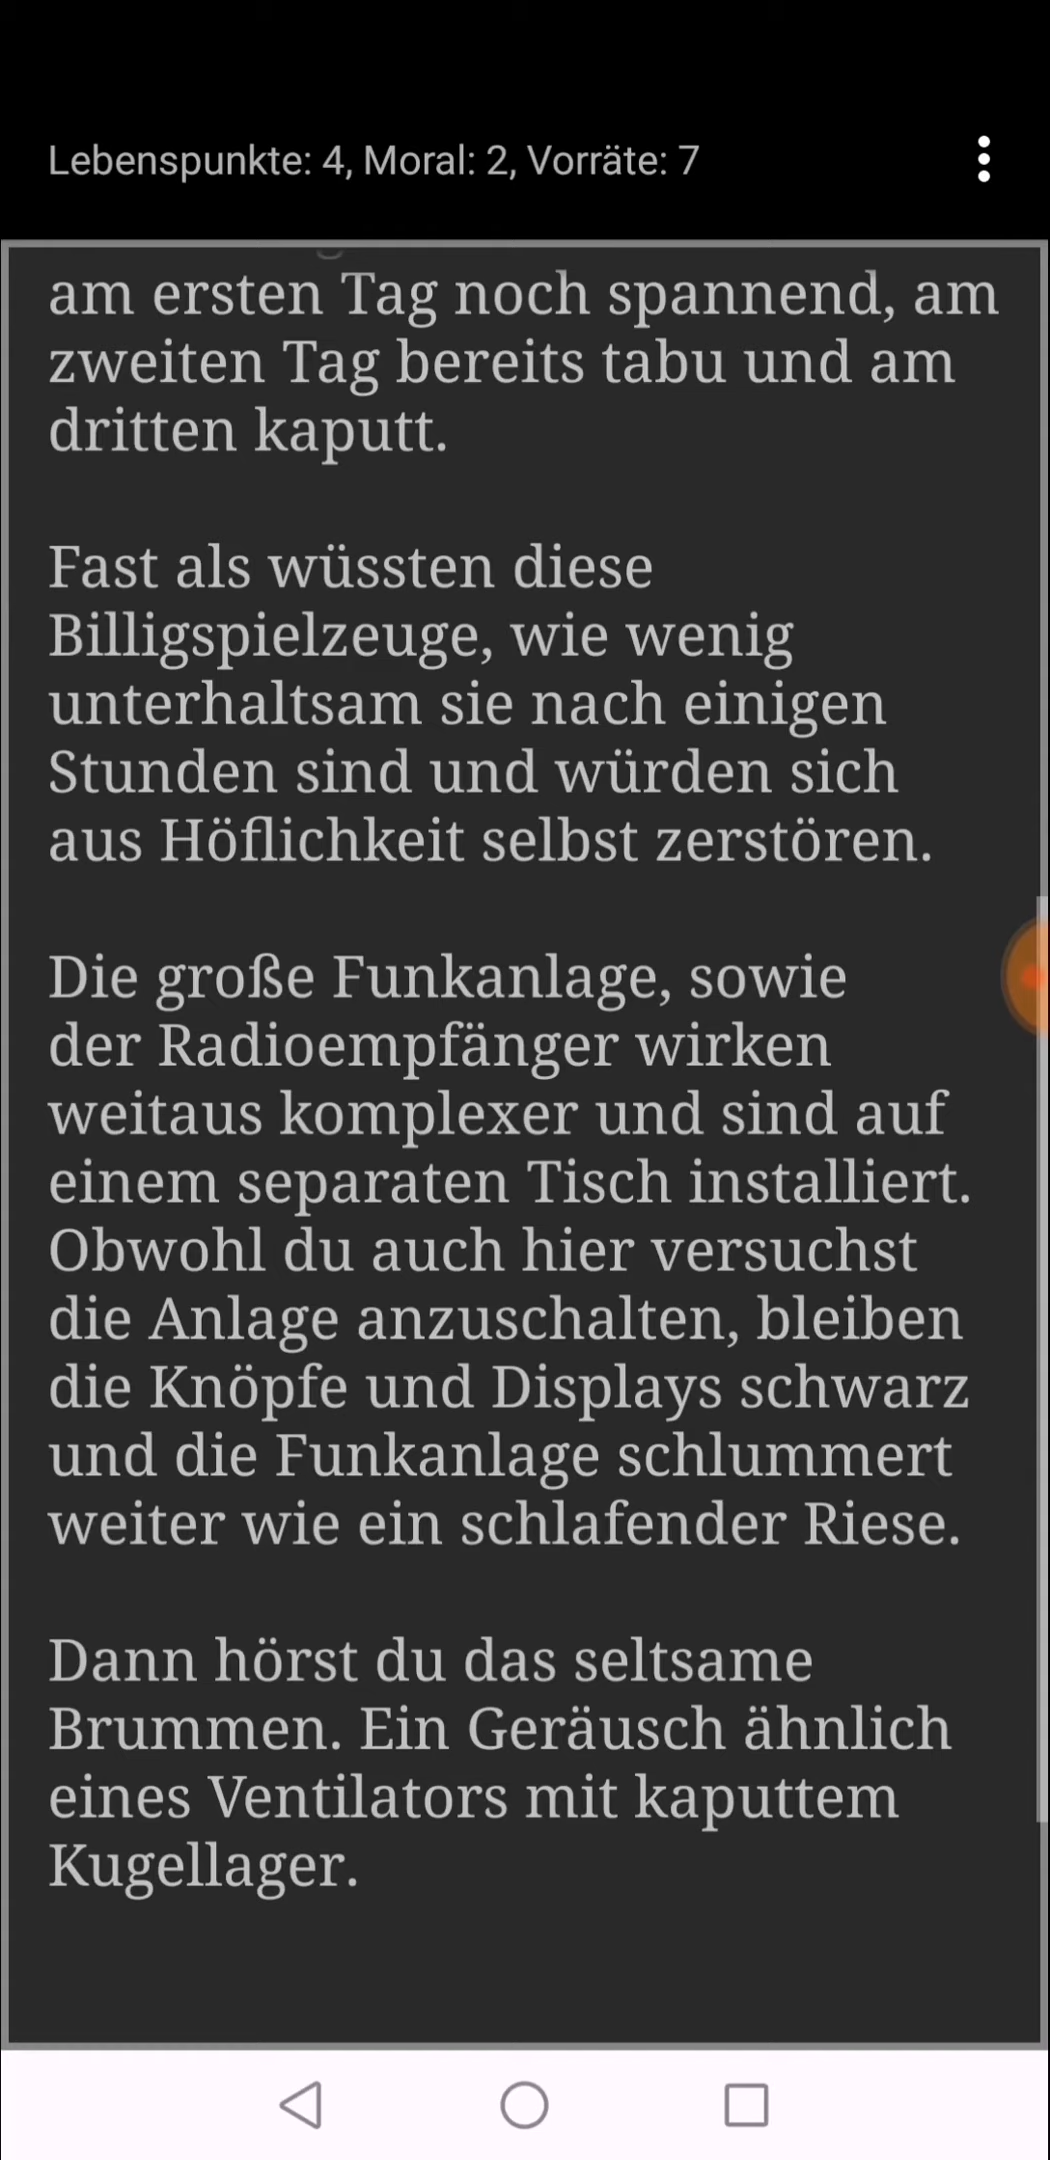 Lebenspunkte: 4, Moral: 2, Vorräte: 7
am ersten Tag noch spannend, am
zweiten Tag bereits tabu und am
dritten kaputt.
Fast als wüssten diese
Billigspielzeuge, wie wenig
unterhaltsam sie nach einigen
Stunden sind und würden sich
aus Höflichkeit selbst zerstören.
Die große Funkanlage, sowie
der Radioempfänger wirken
weitaus komplexer und sind auf
einem separaten Tisch installiert.
Obwohl du auch hier versuchst
die Anlage anzuschalten, bleiben
die Knöpfe und Displays schwarz
und die Funkanlage schlummert
weiter wie ein schlafender Riese.
Dann hörst du das seltsame
Brummen. Ein Geräusch ähnlich
eines Ventilators mit kaputtem
Kugellager.